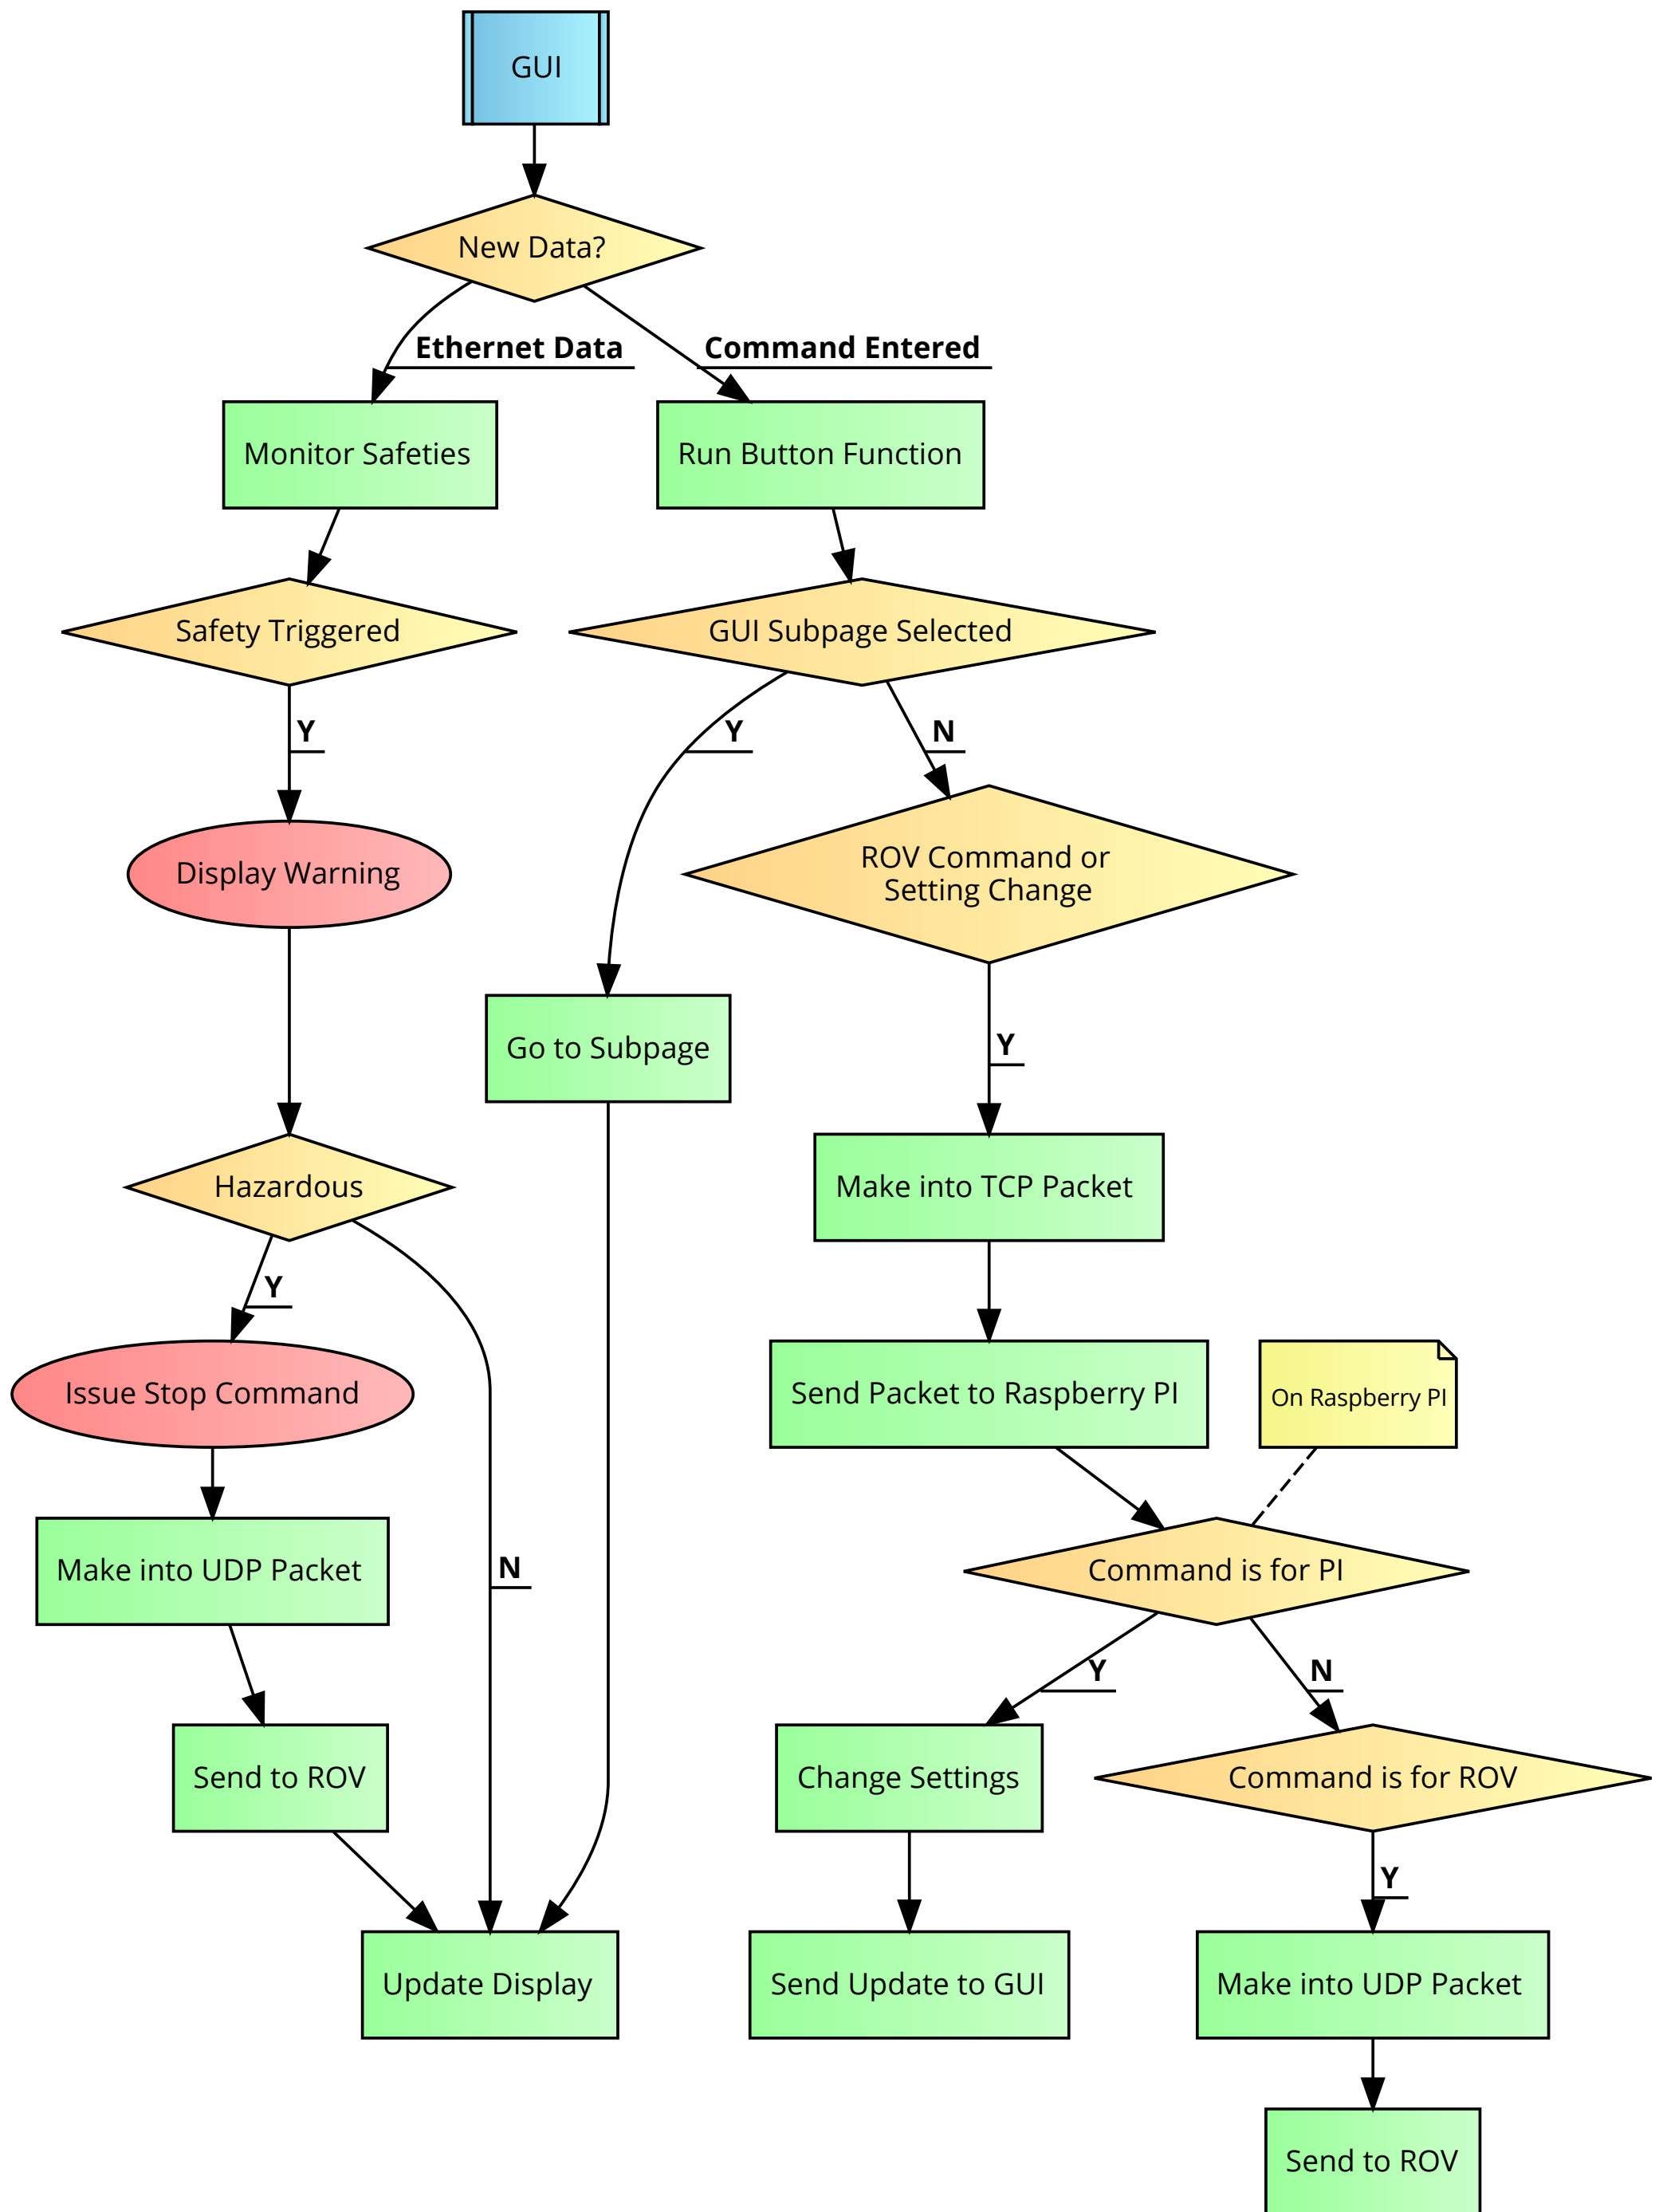 GUI
New Data?
Ethernet Data
Command Entered
Monitor Safeties
Run Button Function
Safety Triggered
GUI Subpage Selected
Y
Y
N
ROV Command or
Setting Change
Display Warning
Go to Subpage
Y
Hazardous
Make into TCP Packet
Y
Issue Stop Command
Send Packet to Raspberry PI
On Raspberry PI
Make into UDP Packet
N
Command is for PI
Y
N
Send to ROV
Change Settings
Command is for ROV
Y
Update Display
Send Update to GUI
Make into UDP Packet
Send to ROV